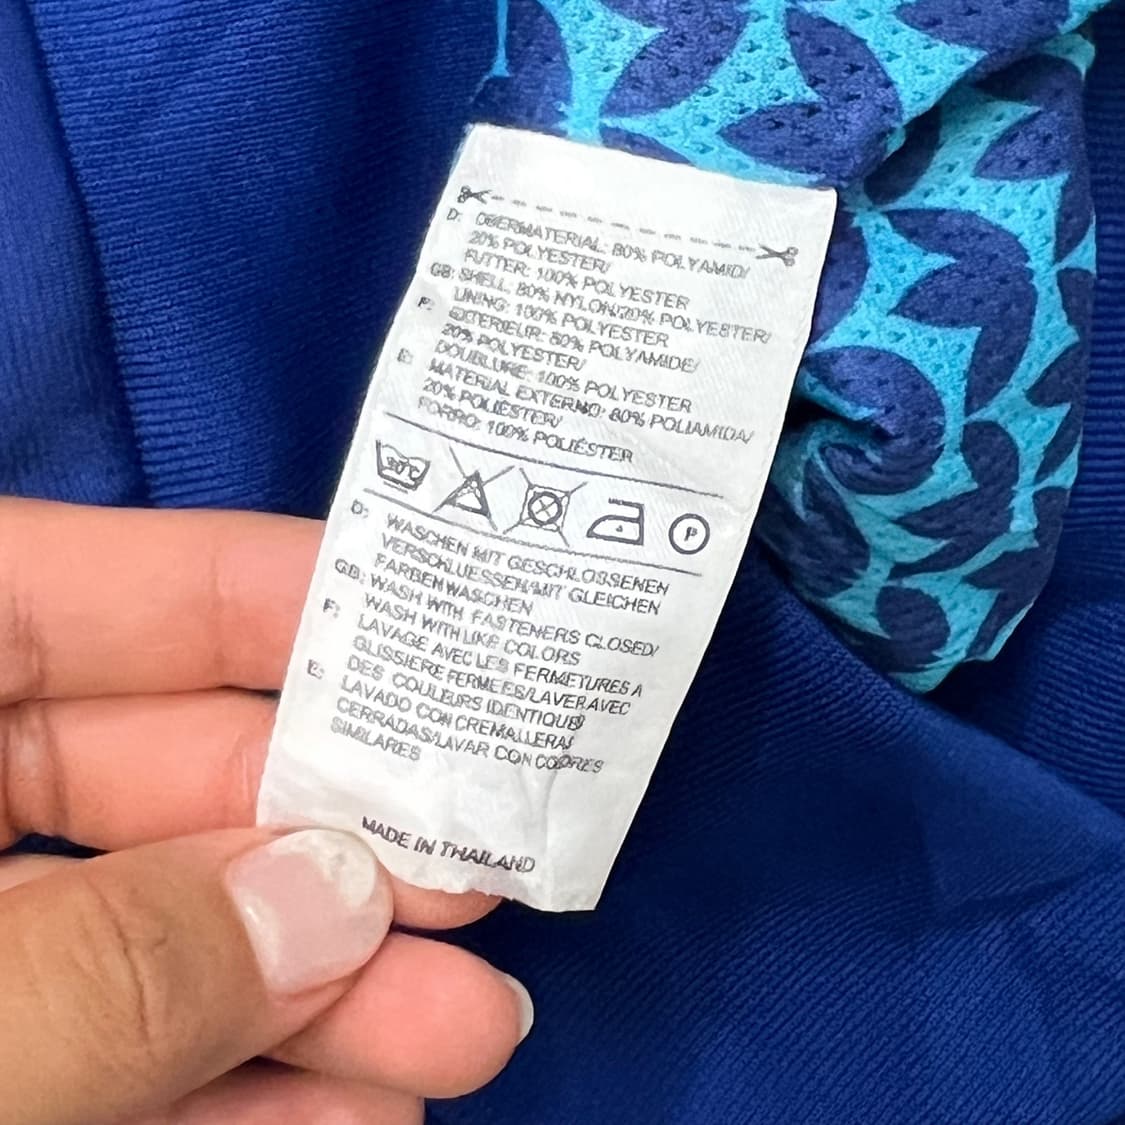 D: OBERMATERIAL: 80% POLYAMID/
20% POLYESTER/
FUTTER: 100% POLYESTER
GB: SHELL: 80% NYLON/20% POLYESTER/
LINING: 100% POLYESTER
F: EXTERIEUR: 80% POLYAMIDE/
20% POLYESTER/
DOUBLURE: 100% POLYESTER
E: MATERIAL EXTERNO: 80% POLIAMIDA/
20% POLIÉSTER/
FORRO: 100% POLIÉSTER
30°C
P
D: WASCHEN MIT GESCHLOSSENEN
VERSCHLUESSEN/MIT GLEICHEN
FARBEN WASCHEN
GB: WASH WITH FASTENERS CLOSED/
WASH WITH LIKE COLORS
F: LAVAGE AVEC LES FERMETURES A
GLISSIERE FERMEES/LAVER AVEC
DES COULEURS IDENTIQUES
E: LAVADO CON CREMALLERAS
CERRADAS/LAVAR CON COORES
SIMILARES
MADE IN THAILAND